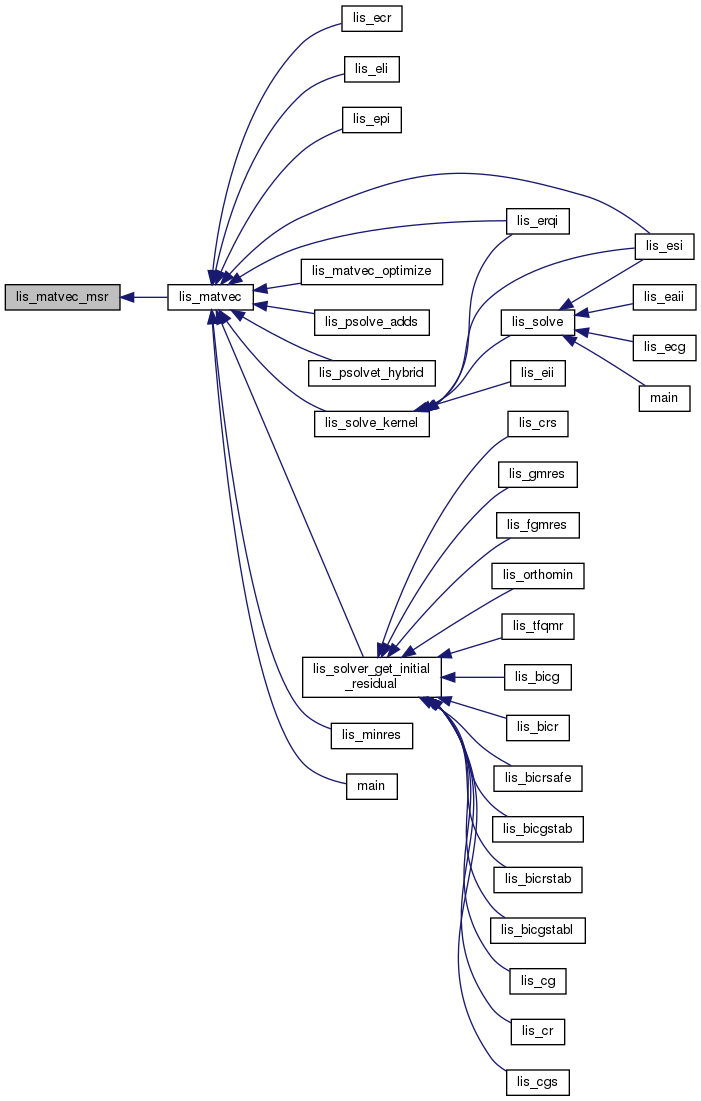 lis_ecr
lis_eli
lis_epi
lis_erqi
lis_esi
lis_matvec_optimize
lis_matvec_msr
lis_matvec
lis_eaii
lis_psolve_adds
lis_solve
lis_ecg
lis_psolvet_hybrid
lis_eii
main
lis_solve_kernel
lis_crs
lis_gmres
lis_fgmres
lis_orthomin
lis_tfqmr
lis_solver_get_initial
_residual
lis_bicg
lis_bicr
lis_minres
lis_bicrsafe
main
lis_bicgstab
lis_bicrstab
lis_bicgstabl
lis_cg
lis_cr
lis_cgs